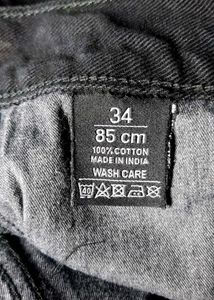 34
85 cm
100% COTTON
MADE IN INDIA
WASH CARE
40